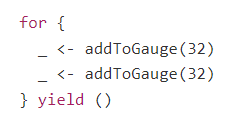 for {
  _ <- addToGauge(32)
  _ <- addToGauge(32)
} yield ()